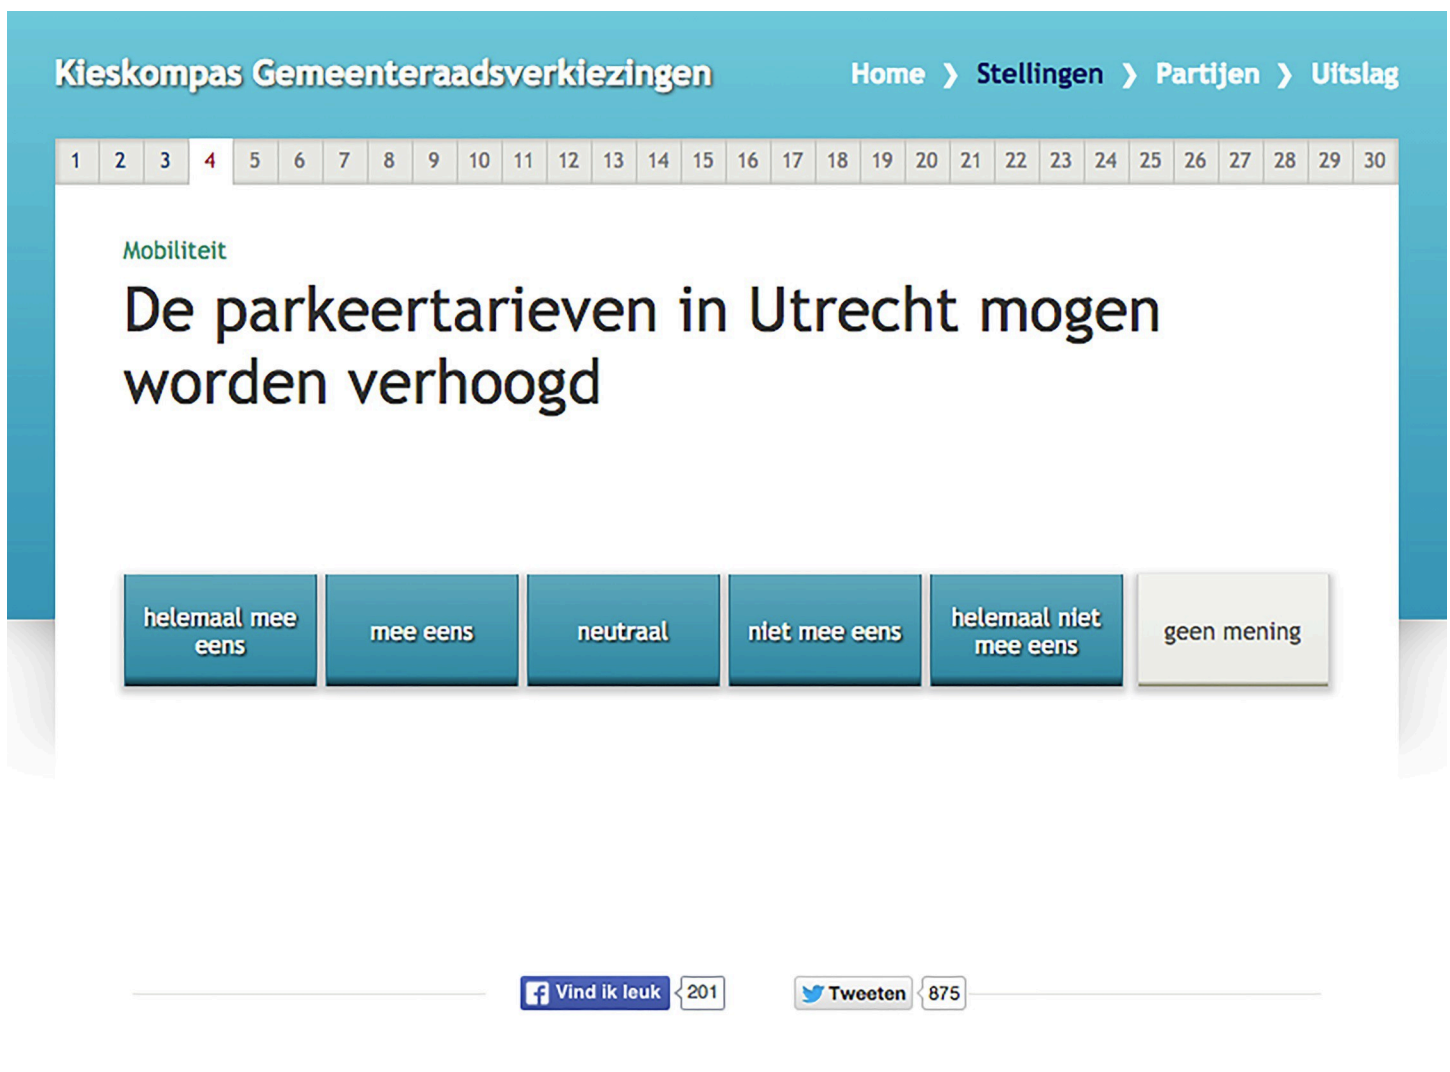 Kieskompas Gemeenteraadsverkiezingen
Home ❯ Stellingen ❯ Partijen ❯ Uitslag
1 2 3 4 5 6 7 8 9 10 11 12 13 14 15 16 17 18 19 20 21 22 23 24 25 26 27 28 29 30
Mobiliteit
De parkeertarieven in Utrecht mogen
worden verhoogd
helemaal mee
eens
mee eens
neutraal
niet mee eens
helemaal niet
mee eens
geen mening
Vind ik leuk 201
Tweeten 875